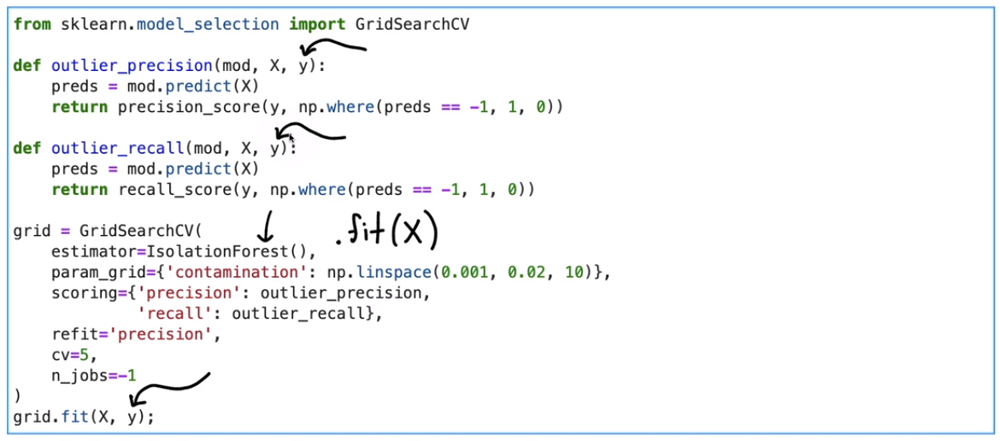 from sklearn.model_selection import GridSearchCV
def outlier_precision(mod, X, y):
    preds = mod.predict(X)
    return precision_score(y, np.where(preds == -1, 1, 0))
def outlier_recall(mod, X, y):
    preds = mod.predict(X)
    return recall_score(y, np.where(preds == -1, 1, 0))
.fit(X)
grid = GridSearchCV(
    estimator=IsolationForest(),
    param_grid={'contamination': np.linspace(0.001, 0.02, 10)},
    scoring={'precision': outlier_precision,
             'recall': outlier_recall},
    refit='precision',
    cv=5,
    n_jobs=-1
)
grid.fit(X, y);